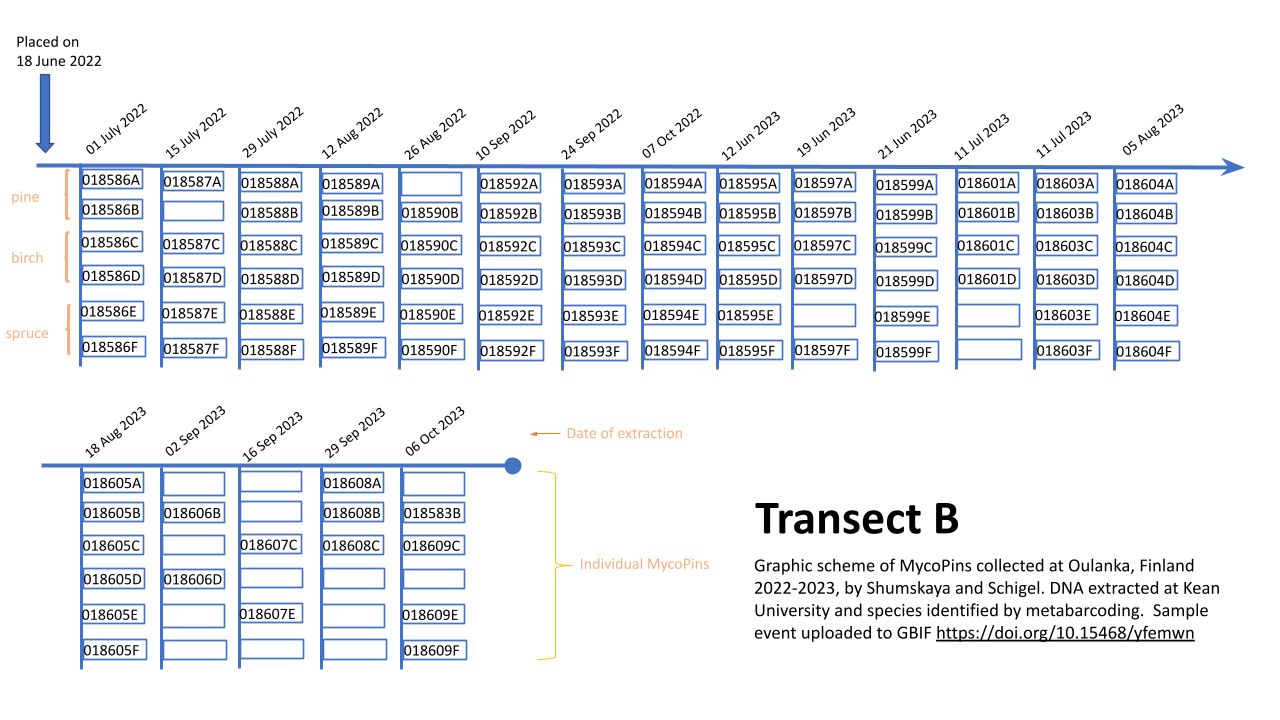 Placed on
18 June 2022
01 July 2022 15 July 2022 29 July 2022 12 Aug 2022 26 Aug 2022 10 Sep 2022 24 Sep 2022 07 Oct 2022 12 Jun 2023 19 Jun 2023 21 Jun 2023 11 Jul 2023 11 Jul 2023 05 Aug 2023
018586A 018587A 018588A 018589A 018592A 018593A 018594A 018595A 018597A 018599A 018601A 018603A 018604A
pine
018586B 018588B 018589B 018590B 018592B 018593B 018594B 018595B 018597B 018599B 018601B 018603B 018604B
018586C 018587C 018588C 018589C 018590C 018592C 018593C 018594C 018595C 018597C 018599C 018601C 018603C 018604C
birch
018586D 018587D 018588D 018589D 018590D 018592D 018593D 018594D 018595D 018597D 018599D 018601D 018603D 018604D
018586E 018587E 018588E 018589E 018590E 018592E 018593E 018594E 018595E 018599E 018603E 018604E
spruce
018586F 018587F 018588F 018589F 018590F 018592F 018593F 018594F 018595F 018597F 018599F 018603F 018604F
18 Aug 2023 02 Sep 2023 16 Sep 2023 29 Sep 2023 06 Oct 2023
Date of extraction
018605A 018608A
018605B 018606B 018608B 018583B
018605C 018607C 018608C 018609C
Individual MycoPins
018605D 018606D
018605E 018607E 018609E
018605F 018609F
Transect B
Graphic scheme of MycoPins collected at Oulanka, Finland
2022-2023, by Shumskaya and Schigel. DNA extracted at Kean
University and species identified by metabarcoding. Sample
event uploaded to GBIF https://doi.org/10.15468/yfemwn